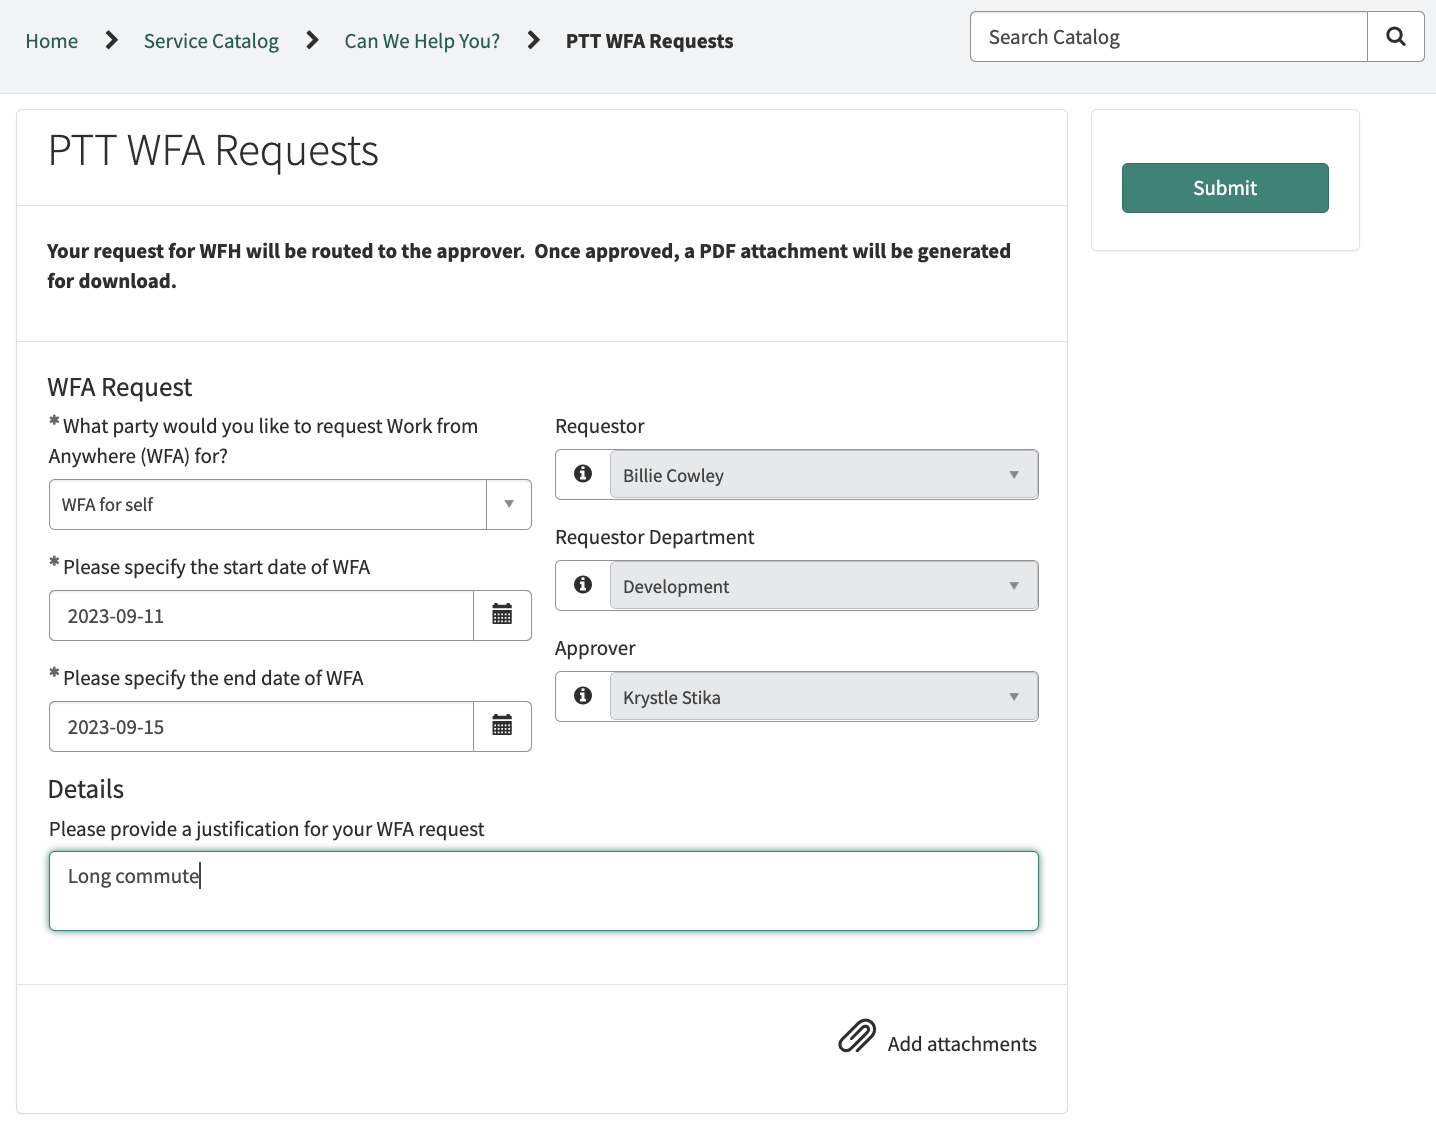 Home Service Catalog Can We Help You? PTT WFA Requests
Search Catalog
PTT WFA Requests
Submit
Your request for WFH will be routed to the approver. Once approved, a PDF attachment will be generated
for download.
WFA Request
* What party would you like to request Work from
Anywhere (WFA) for?
WFA for self
* Please specify the start date of WFA
2023-09-11
* Please specify the end date of WFA
2023-09-15
Requestor
Billie Cowley
Requestor Department
Development
Approver
Krystle Stika
Details
Please provide a justification for your WFA request
Long commute
Add attachments